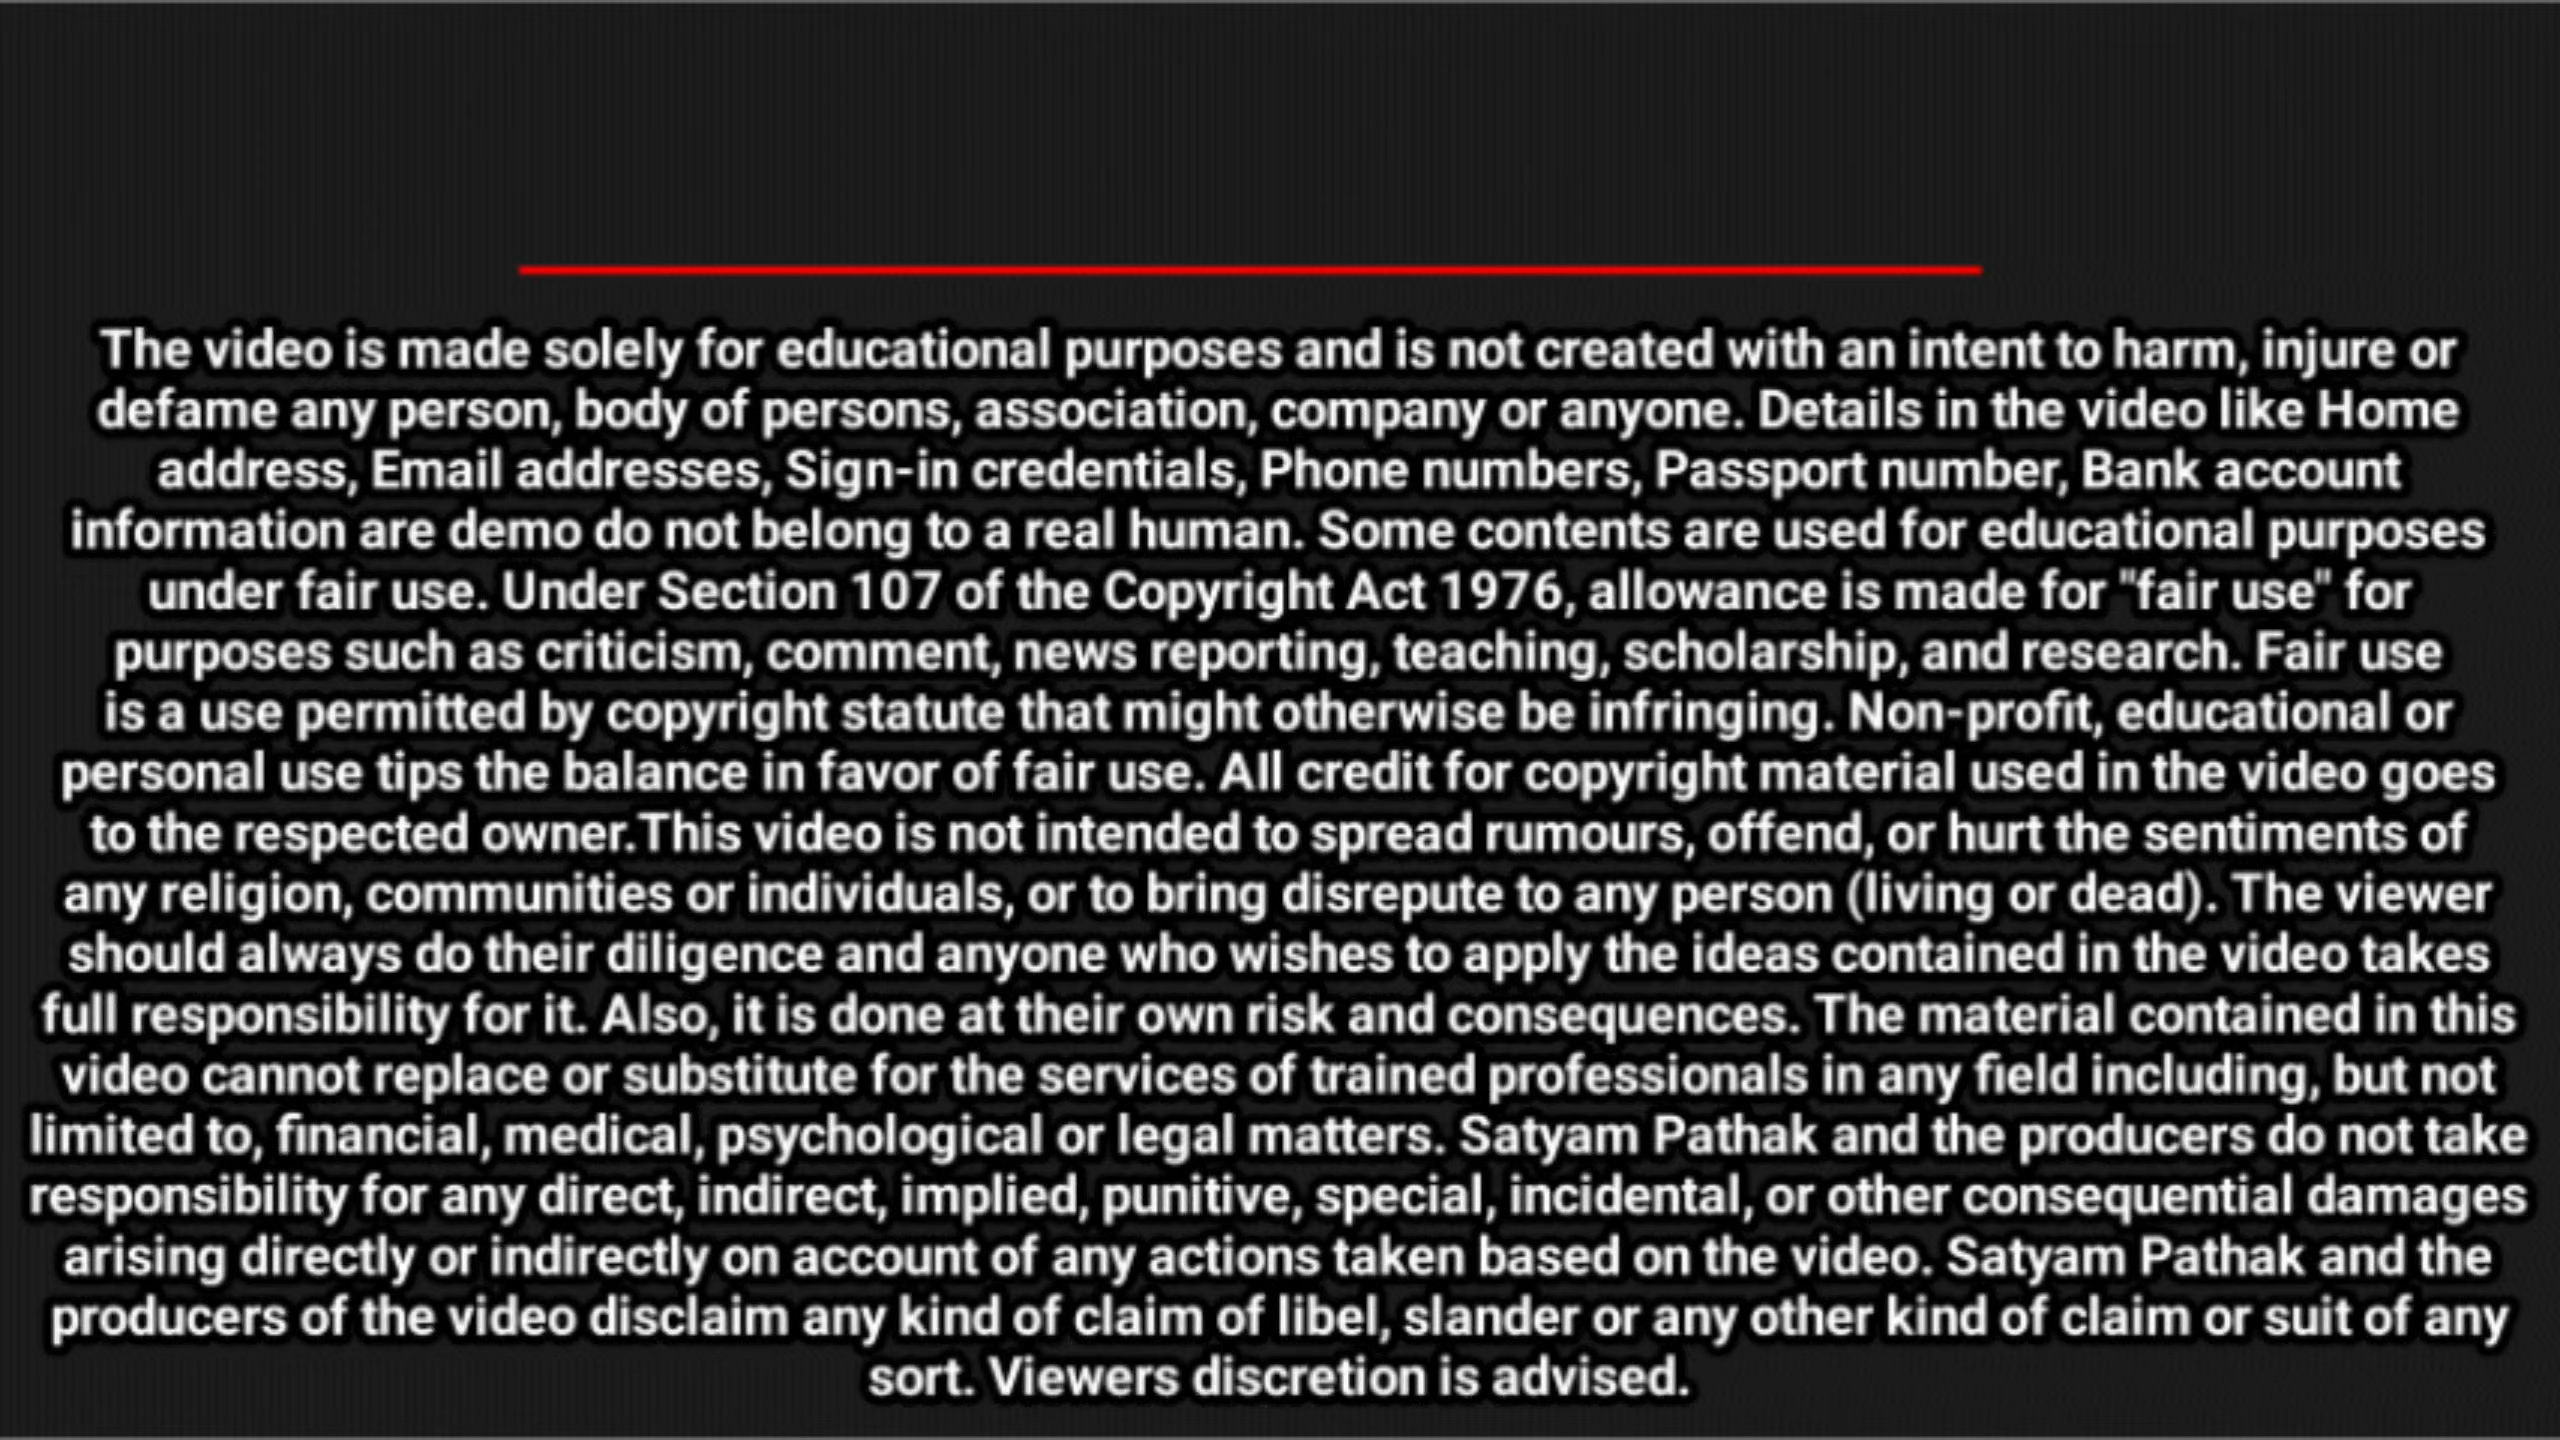 The video is made solely for educational purposes and is not created with an intent to harm, injure or
defame any person, body of persons, association, company or anyone. Details in the video like Home
address, Email addresses, Sign-in credentials, Phone numbers, Passport number, Bank account
information are demo do not belong to a real human. Some contents are used for educational purposes
under fair use. Under Section 107 of the Copyright Act 1976, allowance is made for "fair use" for
purposes such as criticism, comment, news reporting, teaching, scholarship, and research. Fair use
is a use permitted by copyright statute that might otherwise be infringing. Non-profit, educational or
personal use tips the balance in favor of fair use. All credit for copyright material used in the video goes
to the respected owner.This video is not intended to spread rumours, offend, or hurt the sentiments of
any religion, communities or individuals, or to bring disrepute to any person (living or dead). The viewer
should always do their diligence and anyone who wishes to apply the ideas contained in the video takes
full responsibility for it. Also, it is done at their own risk and consequences. The material contained in this
video cannot replace or substitute for the services of trained professionals in any field including, but not
limited to, financial, medical, psychological or legal matters. Satyam Pathak and the producers do not take
responsibility for any direct, indirect, implied, punitive, special, incidental, or other consequential damages
arising directly or indirectly on account of any actions taken based on the video. Satyam Pathak and the
producers of the video disclaim any kind of claim of libel, slander or any other kind of claim or suit of any
sort. Viewers discretion is advised.